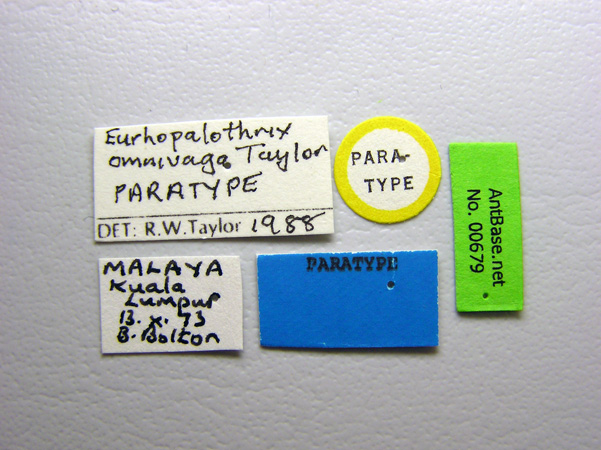 Eurhopalothrix
omnivaga Taylor
PARATYPE
DET: R.W.Taylor 1988
PARA-
TYPE
AntBase.net
No. 00679
MALAYA
Kuala
Lumpur
13. x. 73
B. Bolton
PARATYPE